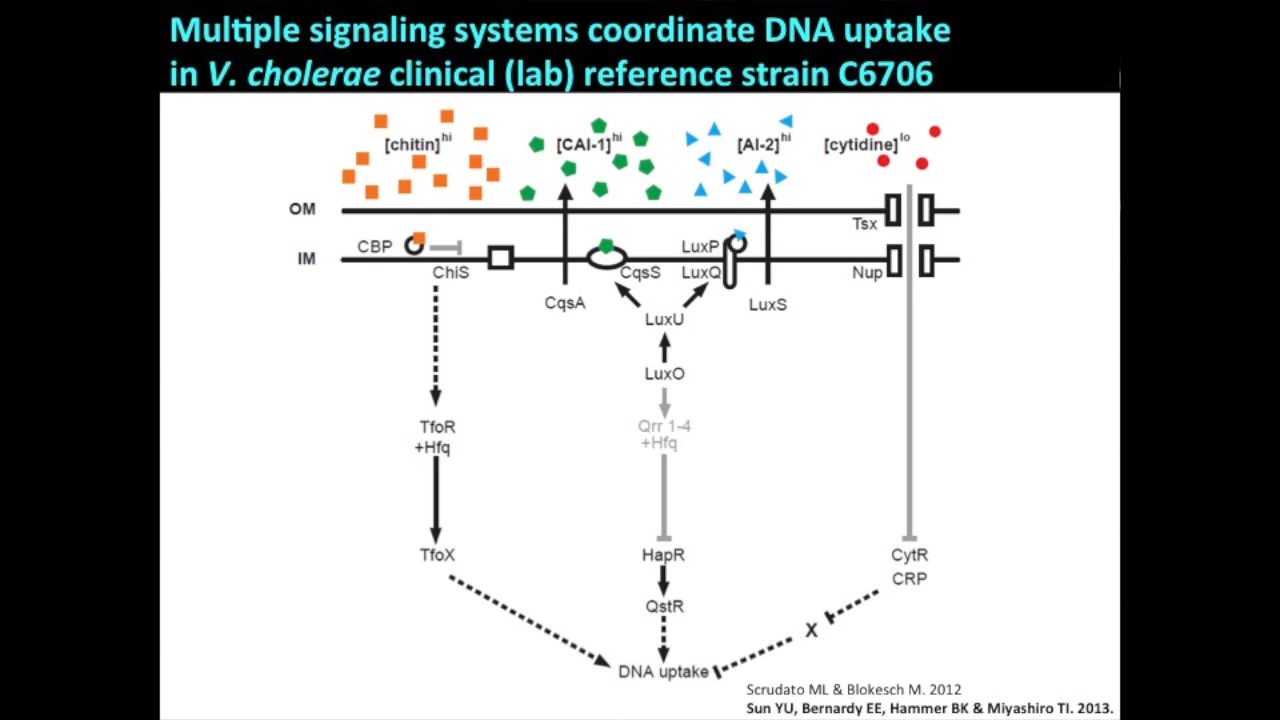 Multiple signaling systems coordinate DNA uptake
in V. cholerae clinical (lab) reference strain C6706
[chitin]hi [CAI-1]hi [AI-2]hi [cytidine]lo
OM
Tsx
CBP
LuxP
IM
ChiS
CqsS
LuxQ
Nup
CqsA
LuxS
LuxU
LuxO
TfoR
+Hfq
Qrr 1-4
+Hfq
TfoX
HapR
CytR
CRP
QstR
X
DNA uptake
Scrudato ML & Blokesch M. 2012
Sun YU, Bernardy EE, Hammer BK & Miyashiro TI. 2013.